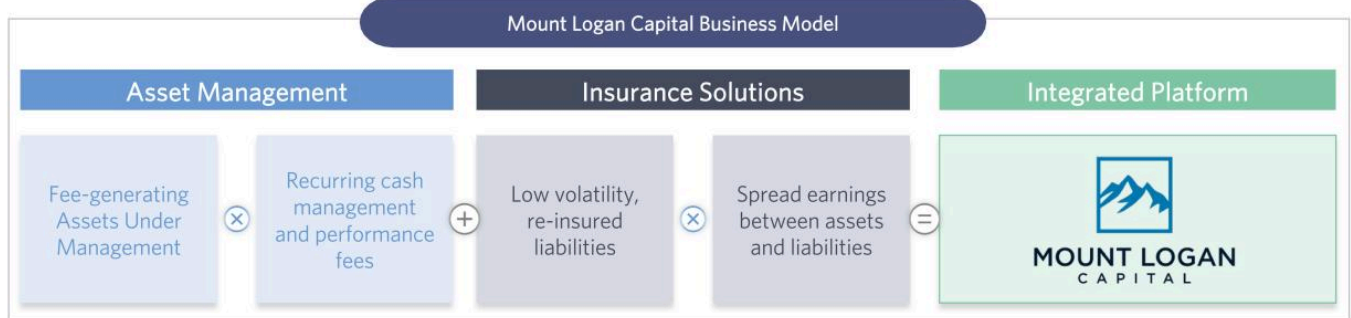 Mount Logan Capital Business Model
Asset Management
Insurance Solutions
Integrated Platform
Fee-generating
Assets Under
Management
×
Recurring cash
management
and performance
fees
+
Low volatility,
re-insured
liabilities
×
Spread earnings
between assets
and liabilities
=
MOUNT LOGAN
CAPITAL